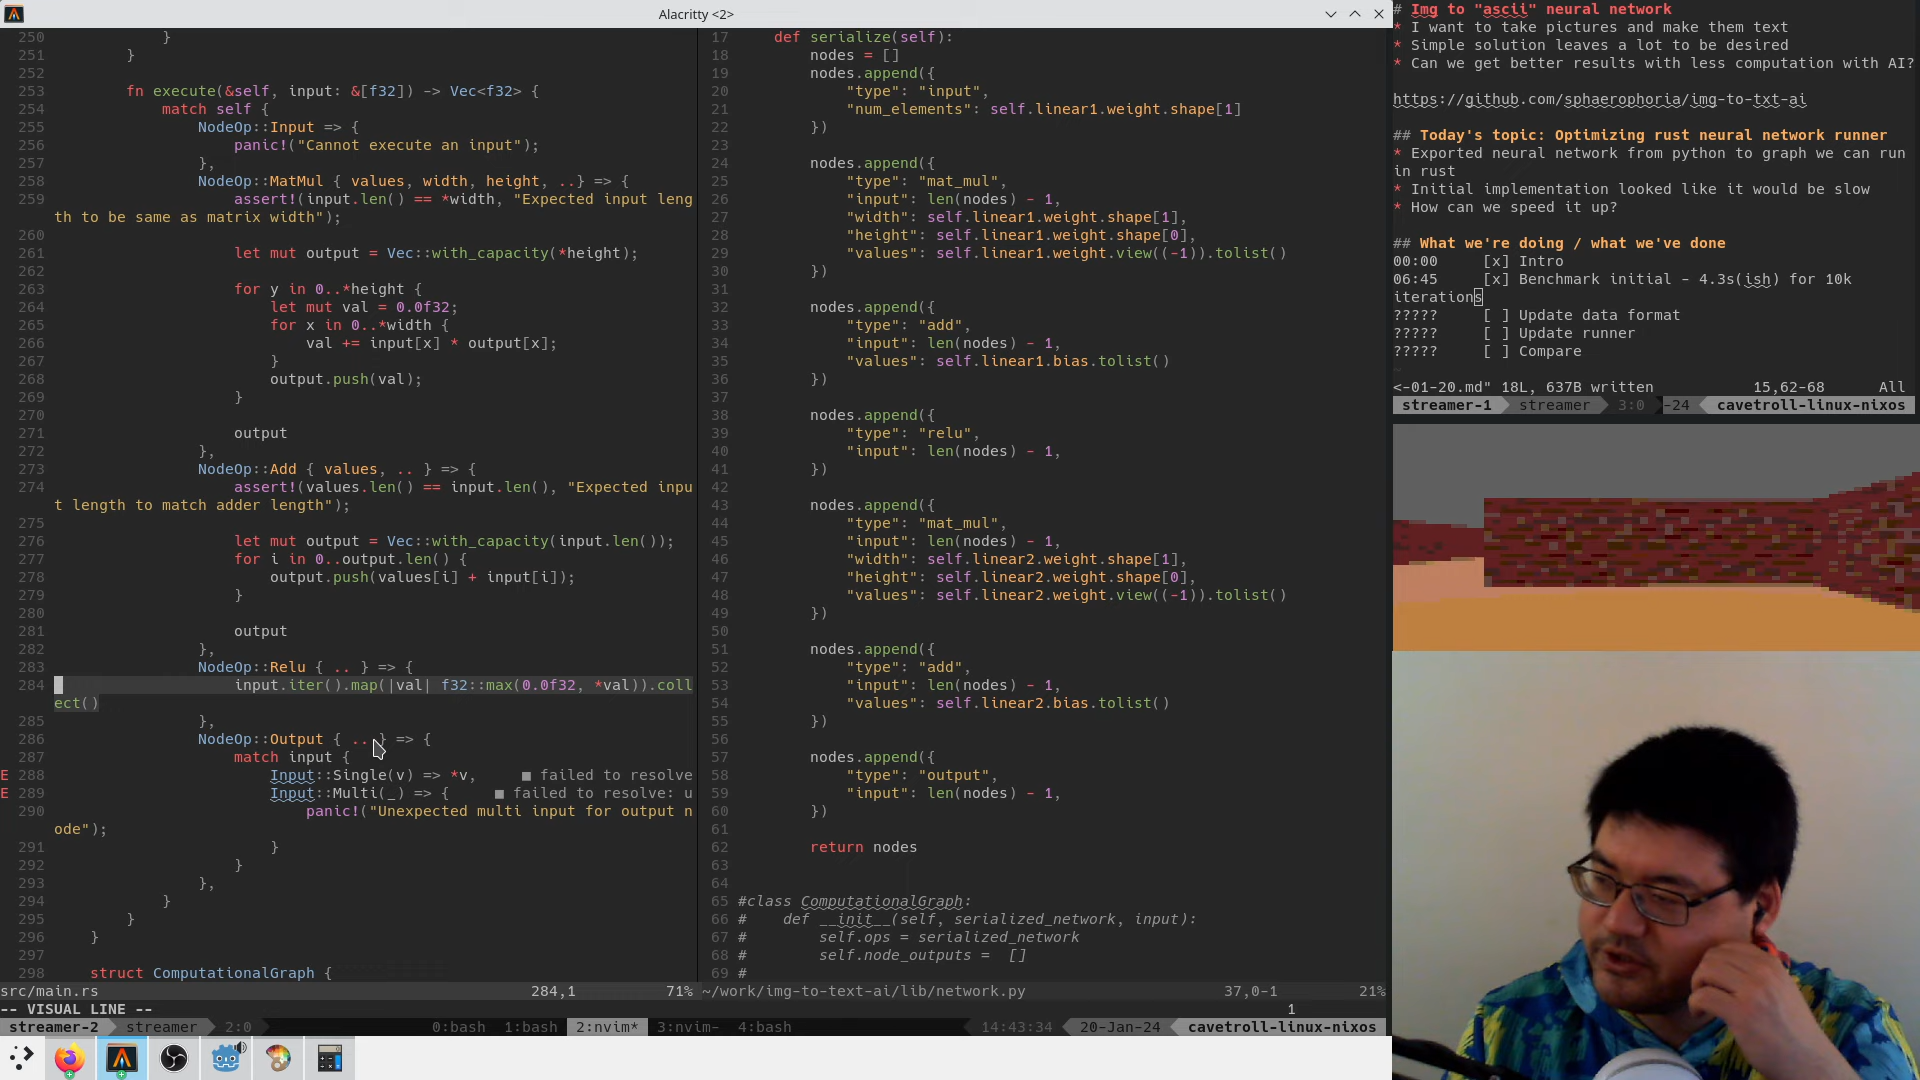 Alacritty <2>
250            }
251        }
252
253        fn execute(&self, input: &[f32]) -> Vec<f32> {
254            match self {
255                NodeOp::Input => {
256                    panic!("Cannot execute an input");
257                },
258                NodeOp::MatMul { values, width, height, ..} => {
259                    assert!(input.len() == *width, "Expected input leng
th to be same as matrix width");
260
261                    let mut output = Vec::with_capacity(*height);
262
263                    for y in 0..*height {
264                        let mut val = 0.0f32;
265                        for x in 0..*width {
266                            val += input[x] * output[x];
267                        }
268                        output.push(val);
269                    }
270
271                    output
272                },
273                NodeOp::Add { values, .. } => {
274                    assert!(values.len() == input.len(), "Expected inpu
t length to match adder length");
275
276                    let mut output = Vec::with_capacity(input.len());
277                    for i in 0..output.len() {
278                        output.push(values[i] + input[i]);
279                    }
280
281                    output
282                },
283                NodeOp::Relu { .. } => {
284                    input.iter().map(|val| f32::max(0.0f32, *val)).coll
ect()
285                },
286                NodeOp::Output { .. } => {
287                    match input {
E 288                        Input::Single(v) => *v,     ■ failed to resolve
E 289                        Input::Multi(_) => {     ■ failed to resolve: u
290                            panic!("Unexpected multi input for output n
ode");
291                        }
292                    }
293                },
294            }
295        }
296    }
297
298    struct ComputationalGraph {
src/main.rs 284,1 71%
-- VISUAL LINE --
17    def serialize(self):
18        nodes = []
19        nodes.append({
20            "type": "input",
21            "num_elements": self.linear1.weight.shape[1]
22        })
23
24        nodes.append({
25            "type": "mat_mul",
26            "input": len(nodes) - 1,
27            "width": self.linear1.weight.shape[1],
28            "height": self.linear1.weight.shape[0],
29            "values": self.linear1.weight.view((-1)).tolist()
30        })
31
32        nodes.append({
33            "type": "add",
34            "input": len(nodes) - 1,
35            "values": self.linear1.bias.tolist()
36        })
37
38        nodes.append({
39            "type": "relu",
40            "input": len(nodes) - 1,
41        })
42
43        nodes.append({
44            "type": "mat_mul",
45            "input": len(nodes) - 1,
46            "width": self.linear2.weight.shape[1],
47            "height": self.linear2.weight.shape[0],
48            "values": self.linear2.weight.view((-1)).tolist()
49        })
50
51        nodes.append({
52            "type": "add",
53            "input": len(nodes) - 1,
54            "values": self.linear2.bias.tolist()
55        })
56
57        nodes.append({
58            "type": "output",
59            "input": len(nodes) - 1,
60        })
61
62        return nodes
63
64
65 #class ComputationalGraph:
66 #    def __init__(self, serialized_network, input):
67 #        self.ops = serialized_network
68 #        self.node_outputs =  []
69 #
~/work/img-to-text-ai/lib/network.py 37,0-1 21%
1
streamer-2 streamer 2:0 0:bash 1:bash 2:nvim* 3:nvim- 4:bash 14:43:34 20-Jan-24 cavetroll-linux-nixos
# Img to "ascii" neural network
* I want to take pictures and make them text
* Simple solution leaves a lot to be desired
* Can we get better results with less computation with AI?
https://github.com/sphaerophoria/img-to-txt-ai
## Today's topic: Optimizing rust neural network runner
* Exported neural network from python to graph we can run
in rust
* Initial implementation looked like it would be slow
* How can we speed it up?
## What we're doing / what we've done
00:00     [x] Intro
06:45     [x] Benchmark initial - 4.3s(ish) for 10k
iterations
?????     [ ] Update data format
?????     [ ] Update runner
?????     [ ] Compare
~
<-01-20.md" 18L, 637B written 15,62-68 All
streamer-1 streamer 3:0 -24 cavetroll-linux-nixos